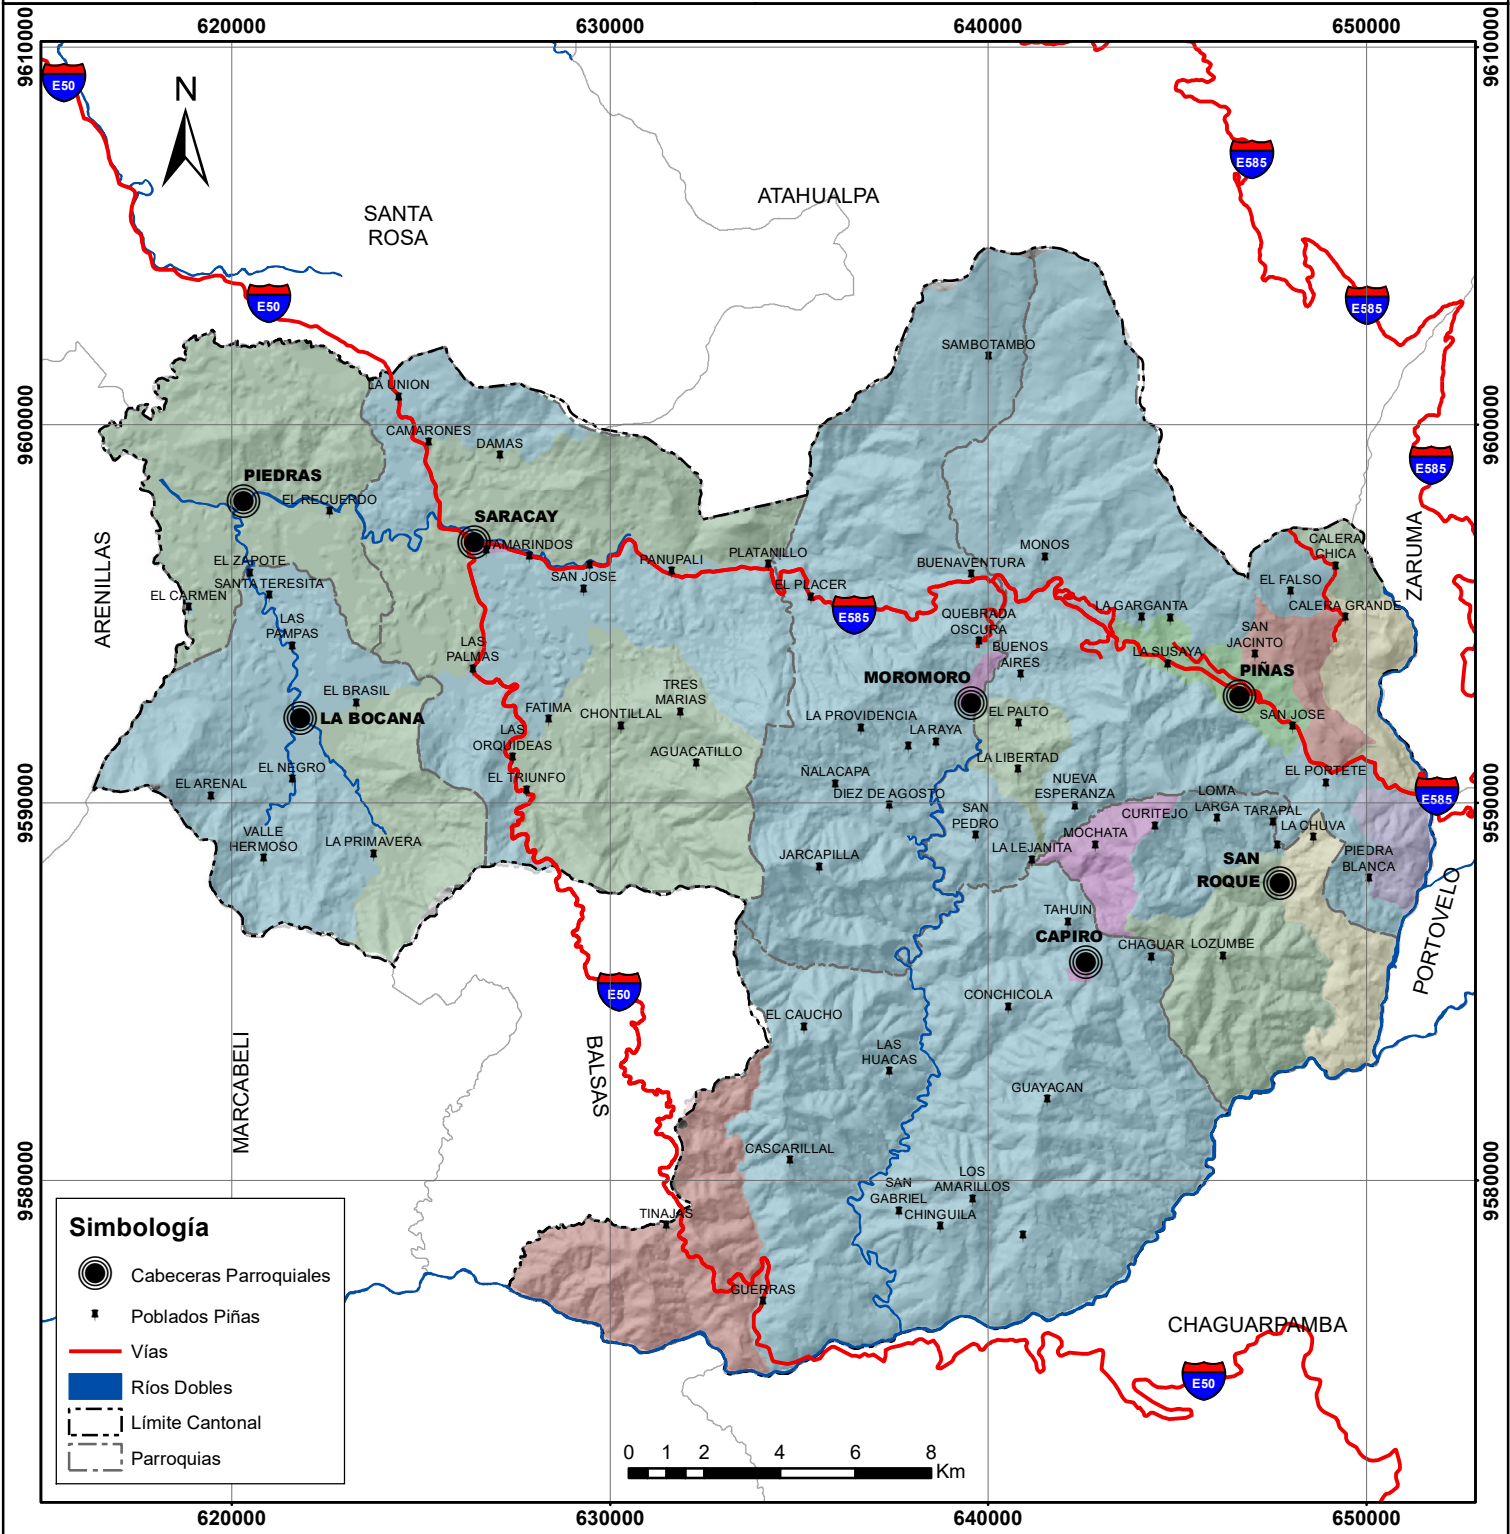 620000
630000
640000
650000
9610000
9610000
E50
N
E585
SANTA
ROSA
ATAHUALPA
E50
E585
SAMBOTAMBO
LA UNION
9600000
9600000
CAMARONES
DAMAS
E585
PIEDRAS
EL RECUERDO
SARACAY
TAMARINDOS
ARENILLAS
ZARUMA
CALERA
CHICA
MONOS
PLATANILLO
PANUPALI
BUENAVENTURA
EL ZAPOTE
SANTA TERESITA
SAN JOSE
EL PLACER
EL FALSO
EL CARMEN
CALERA GRANDE
E585
LA GARGANTA
QUEBRADA
OSCURA
LAS
PAMPAS
SAN
JACINTO
LAS
PALMAS
BUENOS
AIRES
LA SUSAYA
PIÑAS
MOROMORO
TRES
MARIAS
EL BRASIL
FATIMA
CHONTILLAL
LA PROVIDENCIA
EL PALTO
SAN JOSE
LA BOCANA
LA RAYA
LAS
ORQUIDEAS
AGUACATILLO
LA LIBERTAD
EL NEGRO
EL TRIUNFO
ÑALACAPA
NUEVA
ESPERANZA
EL PORTETE
EL ARENAL
DIEZ DE AGOSTO
LOMA
LARGA
E585
9590000
9590000
SAN
PEDRO
CURITEJO
TARAPAL
MOCHATA
LA CHUVA
VALLE
HERMOSO
LA PRIMAVERA
JARCAPILLA
LA LEJANITA
SAN
ROQUE
PIEDRA
BLANCA
TAHUIN
CAPIRO
CHAGUAR
LOZUMBE
PORTOVELO
E50
CONCHICOLA
EL CAUCHO
LAS
HUACAS
MARCABELI
BALSAS
GUAYACAN
CASCARILLAL
9580000
9580000
LOS
AMARILLOS
SAN
GABRIEL
CHINGUILA
TINAJAS
GUERRAS
CHAGUARPAMBA
E50
Simbología
Cabeceras Parroquiales
Poblados Piñas
Vías
Ríos Dobles
Límite Cantonal
Parroquias
0 1 2 4 6 8
Km
620000
630000
640000
650000